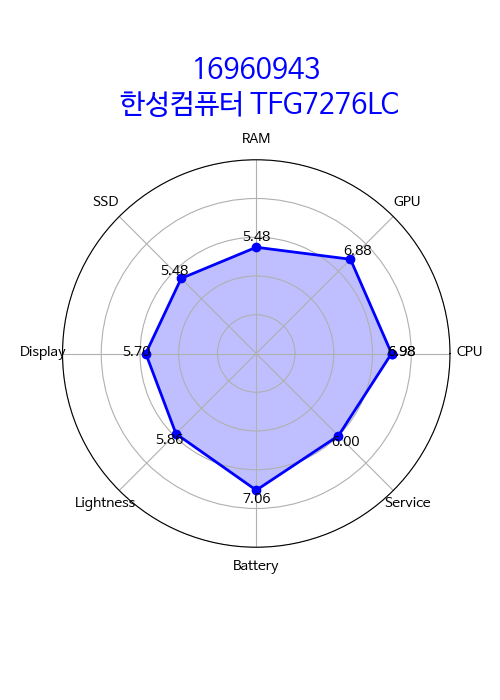 16960943
한성컴퓨터 TFG7276LC
RAM
SSD
GPU
5.48
6.88
5.48
Display
5.70
6.98
CPU
5.86
6.00
7.06
Lightness
Service
Battery